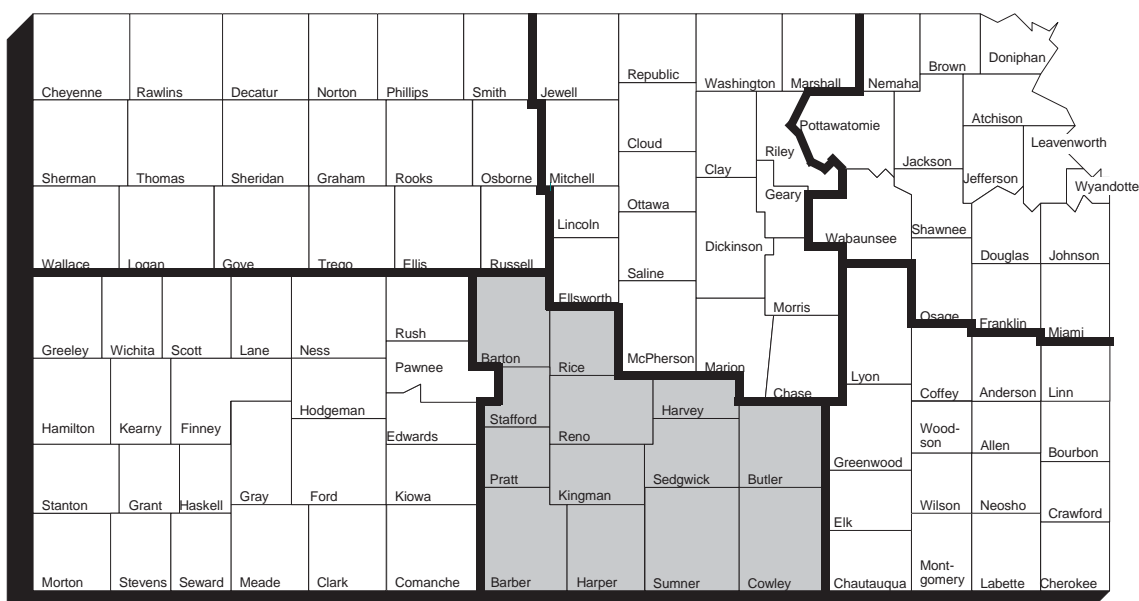 Doniphan
Brown
Republic
Washington
Marshall
Nemaha
Cheyenne
Rawlins
Decatur
Norton
Phillips
Smith
Jewell
Atchison
Pottawatomie
Cloud
Riley
Leavenworth
Clay
Jackson
Sherman
Thomas
Sheridan
Graham
Rooks
Osborne
Mitchell
Jefferson
Wyandotte
Geary
Ottawa
Lincoln
Shawnee
Wabaunsee
Dickinson
Douglas
Johnson
Wallace
Logan
Gove
Trego
Ellis
Russell
Saline
Ellsworth
Morris
Osage
Franklin
Miami
Rush
Greeley
Wichita
Scott
Lane
Ness
Barton
Rice
McPherson
Marion
Pawnee
Lyon
Chase
Coffey
Anderson
Linn
Hodgeman
Harvey
Stafford
Hamilton
Kearny
Finney
Edwards
Reno
Wood-
son
Allen
Bourbon
Greenwood
Pratt
Sedgwick
Butler
Kingman
Gray
Ford
Kiowa
Stanton
Grant
Haskell
Wilson
Neosho
Crawford
Elk
Morton
Stevens
Seward
Meade
Clark
Comanche
Barber
Harper
Sumner
Cowley
Chautauqua
Mont-
gomery
Labette
Cherokee